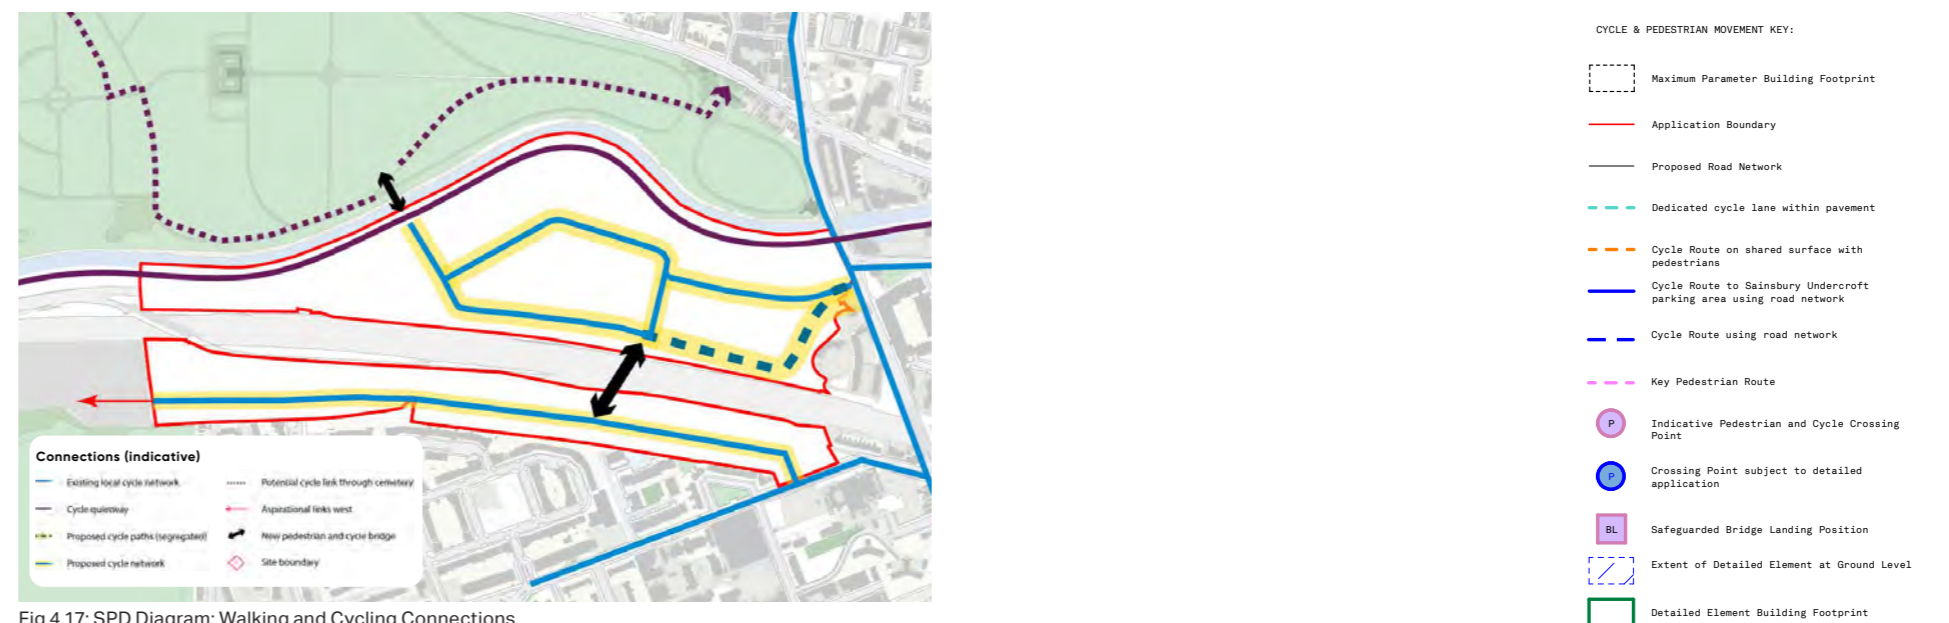 Connections (indicative)
Existing local cycle network
Cycle quietway
Proposed cycle paths (segregated)
Proposed cycle network
Potential cycle link through cemetery
Aspirational links west
New pedestrian and cycle bridge
Site boundary
Fig 4.17: SPD Diagram: Walking and Cycling Connections
CYCLE & PEDESTRIAN MOVEMENT KEY:
Maximum Parameter Building Footprint
Application Boundary
Proposed Road Network
Dedicated cycle lane within pavement
Cycle Route on shared surface with
pedestrians
Cycle Route to Sainsbury Undercroft
parking area using road network
Cycle Route using road network
Key Pedestrian Route
P
Indicative Pedestrian and Cycle Crossing
Point
P
Crossing Point subject to detailed
application
BL
Safeguarded Bridge Landing Position
Extent of Detailed Element at Ground Level
Detailed Element Building Footprint